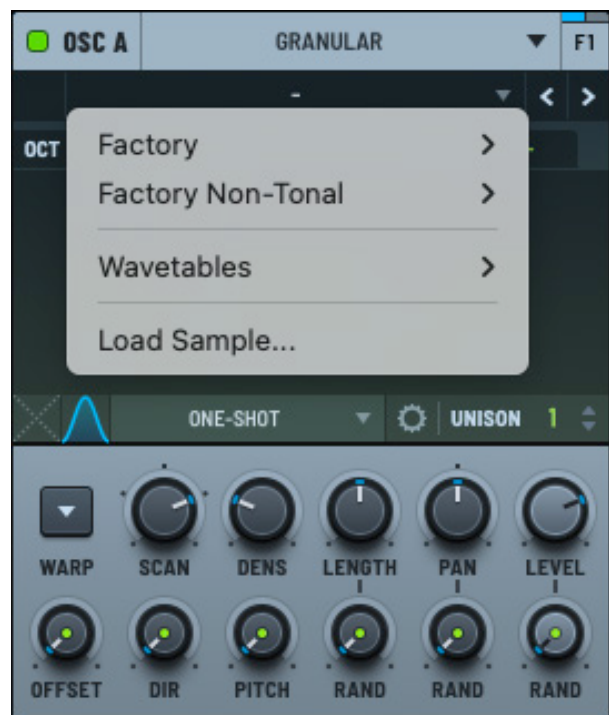 OSC A GRANULAR F1
-
OCT
Factory
Factory Non-Tonal
Wavetables
Load Sample...
ONE-SHOT UNISON 1
WARP SCAN DENS LENGTH PAN LEVEL
OFFSET DIR PITCH RAND RAND RAND